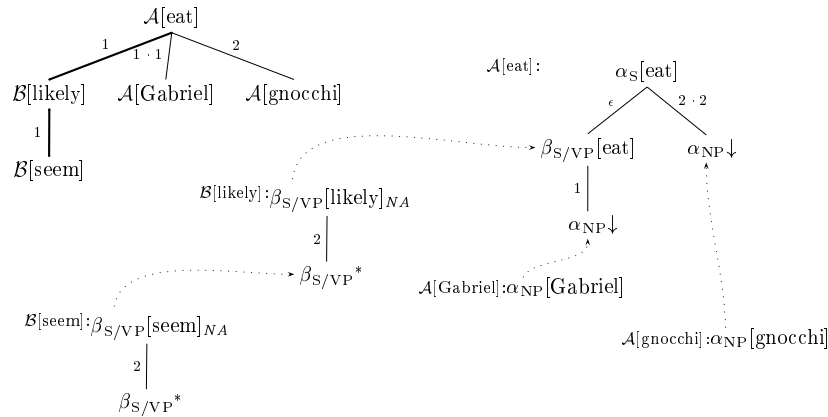 𝒜[eat]
1
1 · 1
2
ℬ[likely]
𝒜[Gabriel]
𝒜[gnocchi]
1
ℬ[seem]
𝒜[eat]:
α_S[eat]
ϵ
2 · 2
β_S/VP[eat]
α_NP↓
1
α_NP↓
ℬ[likely]:β_S/VP[likely]_NA
2
β_S/VP*
𝒜[Gabriel]:α_NP[Gabriel]
ℬ[seem]:β_S/VP[seem]_NA
2
β_S/VP*
𝒜[gnocchi]:α_NP[gnocchi]